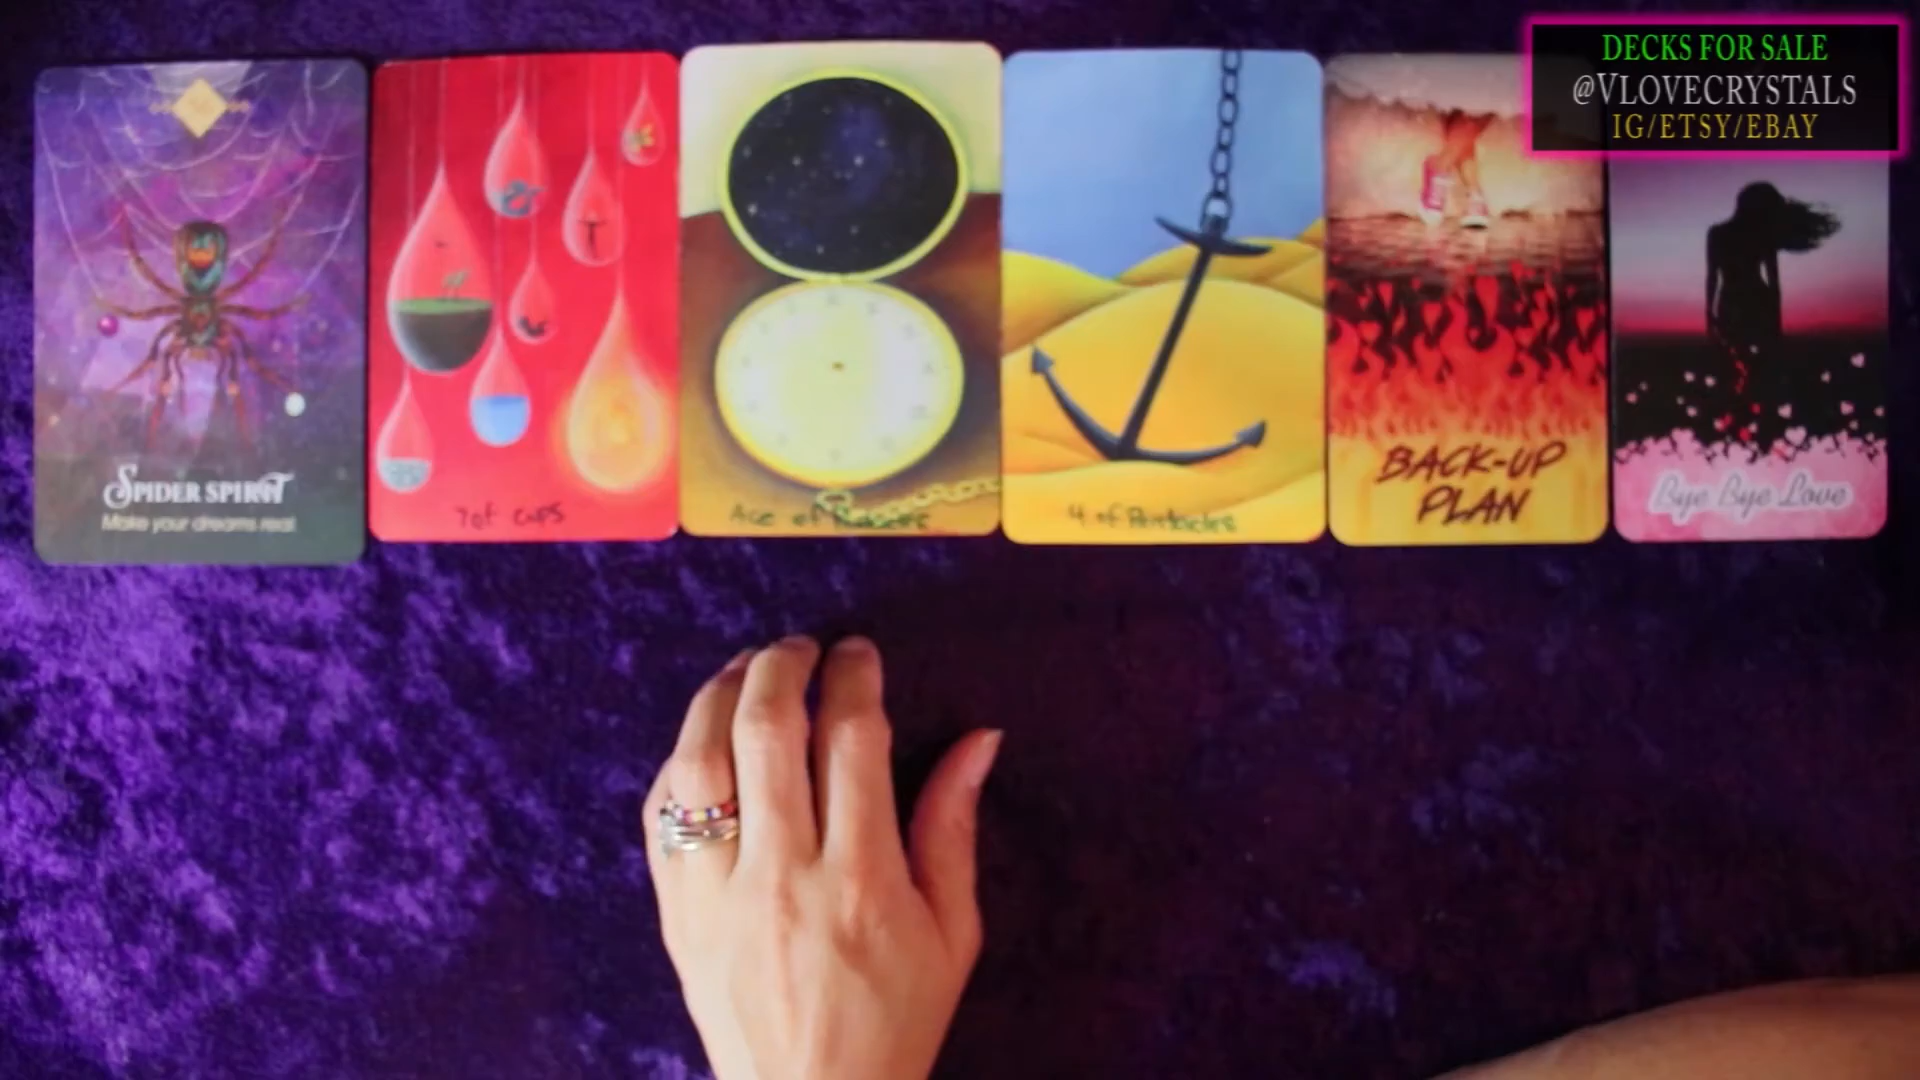 DECKS FOR SALE
@VLOVECRYSTALS
IG/ETSY/EBAY
SPIDER SPIRIT
Make your dreams real
7 of cups
Ace of
4 of Pentacles
BACK-UP
PLAN
Bye Bye Love